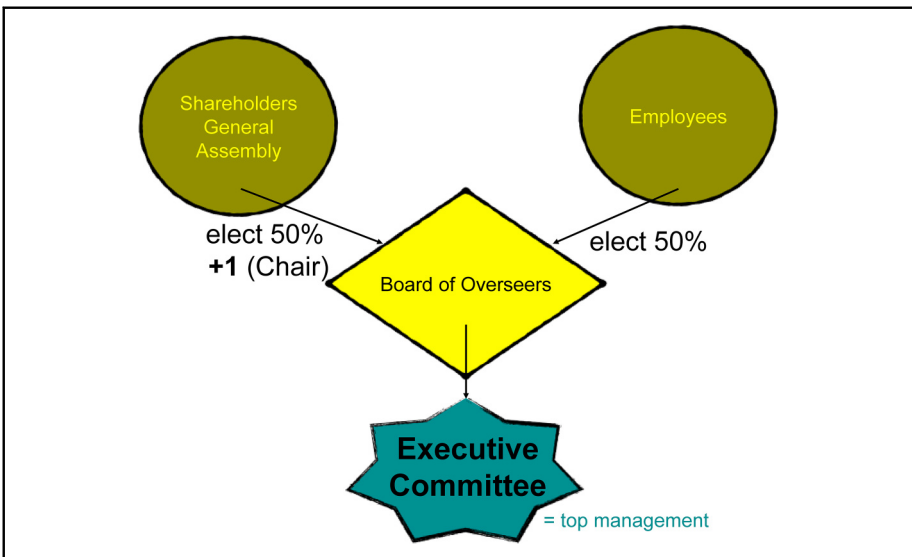 Shareholders
General
Assembly
Employees
elect 50%
+1 (Chair)
elect 50%
Board of Overseers
Executive
Committee
= top management